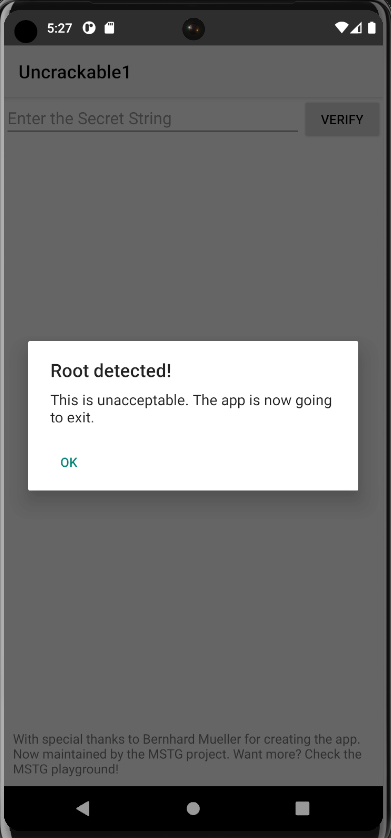 5:27
Uncrackable1
Enter the Secret String
VERIFY
Root detected!
This is unacceptable. The app is now going
to exit.
OK
With special thanks to Bernhard Mueller for creating the app.
Now maintained by the MSTG project. Want more? Check the
MSTG playground!